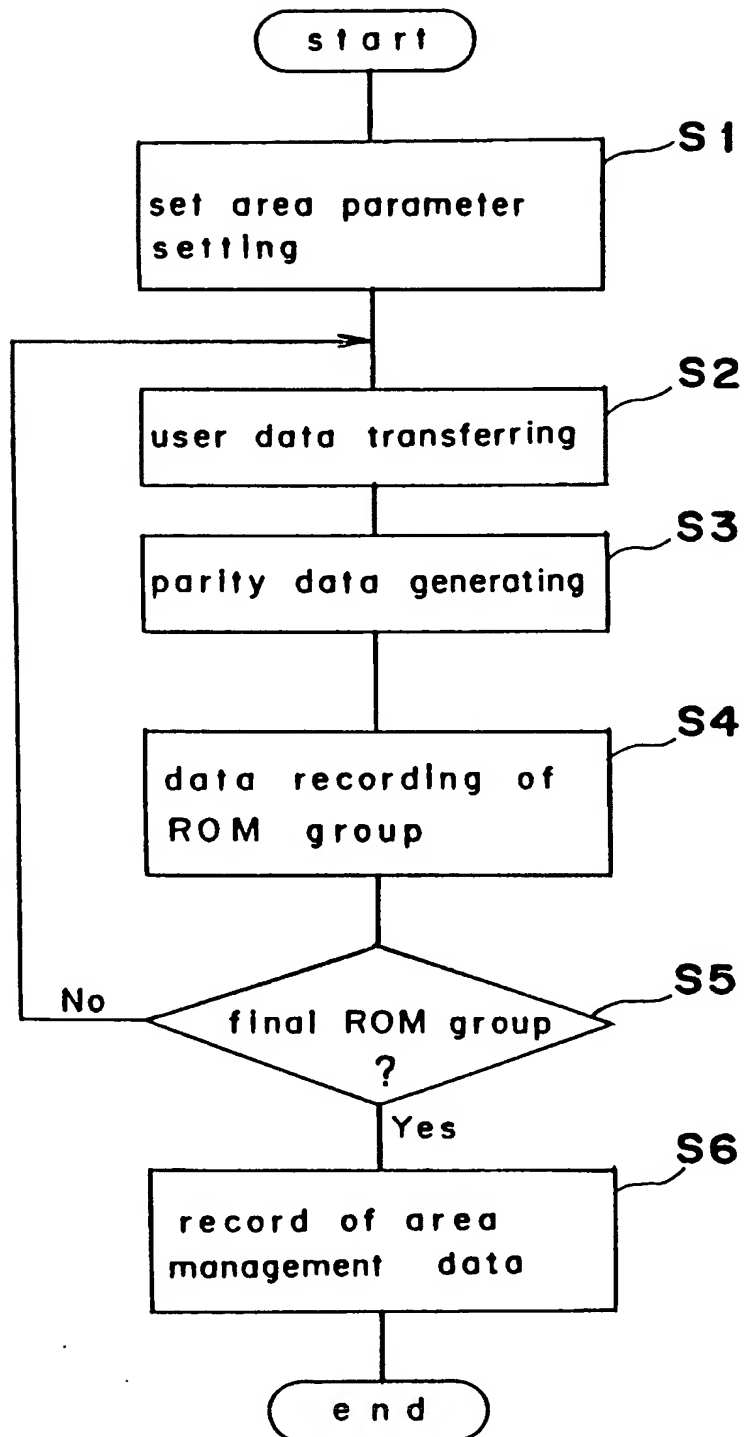 start
S1
set area parameter
setting
S2
user data transferring
S3
parity data generating
S4
data recording of
ROM group
S5
No
final ROM group
?
Yes
S6
record of area
management data
end